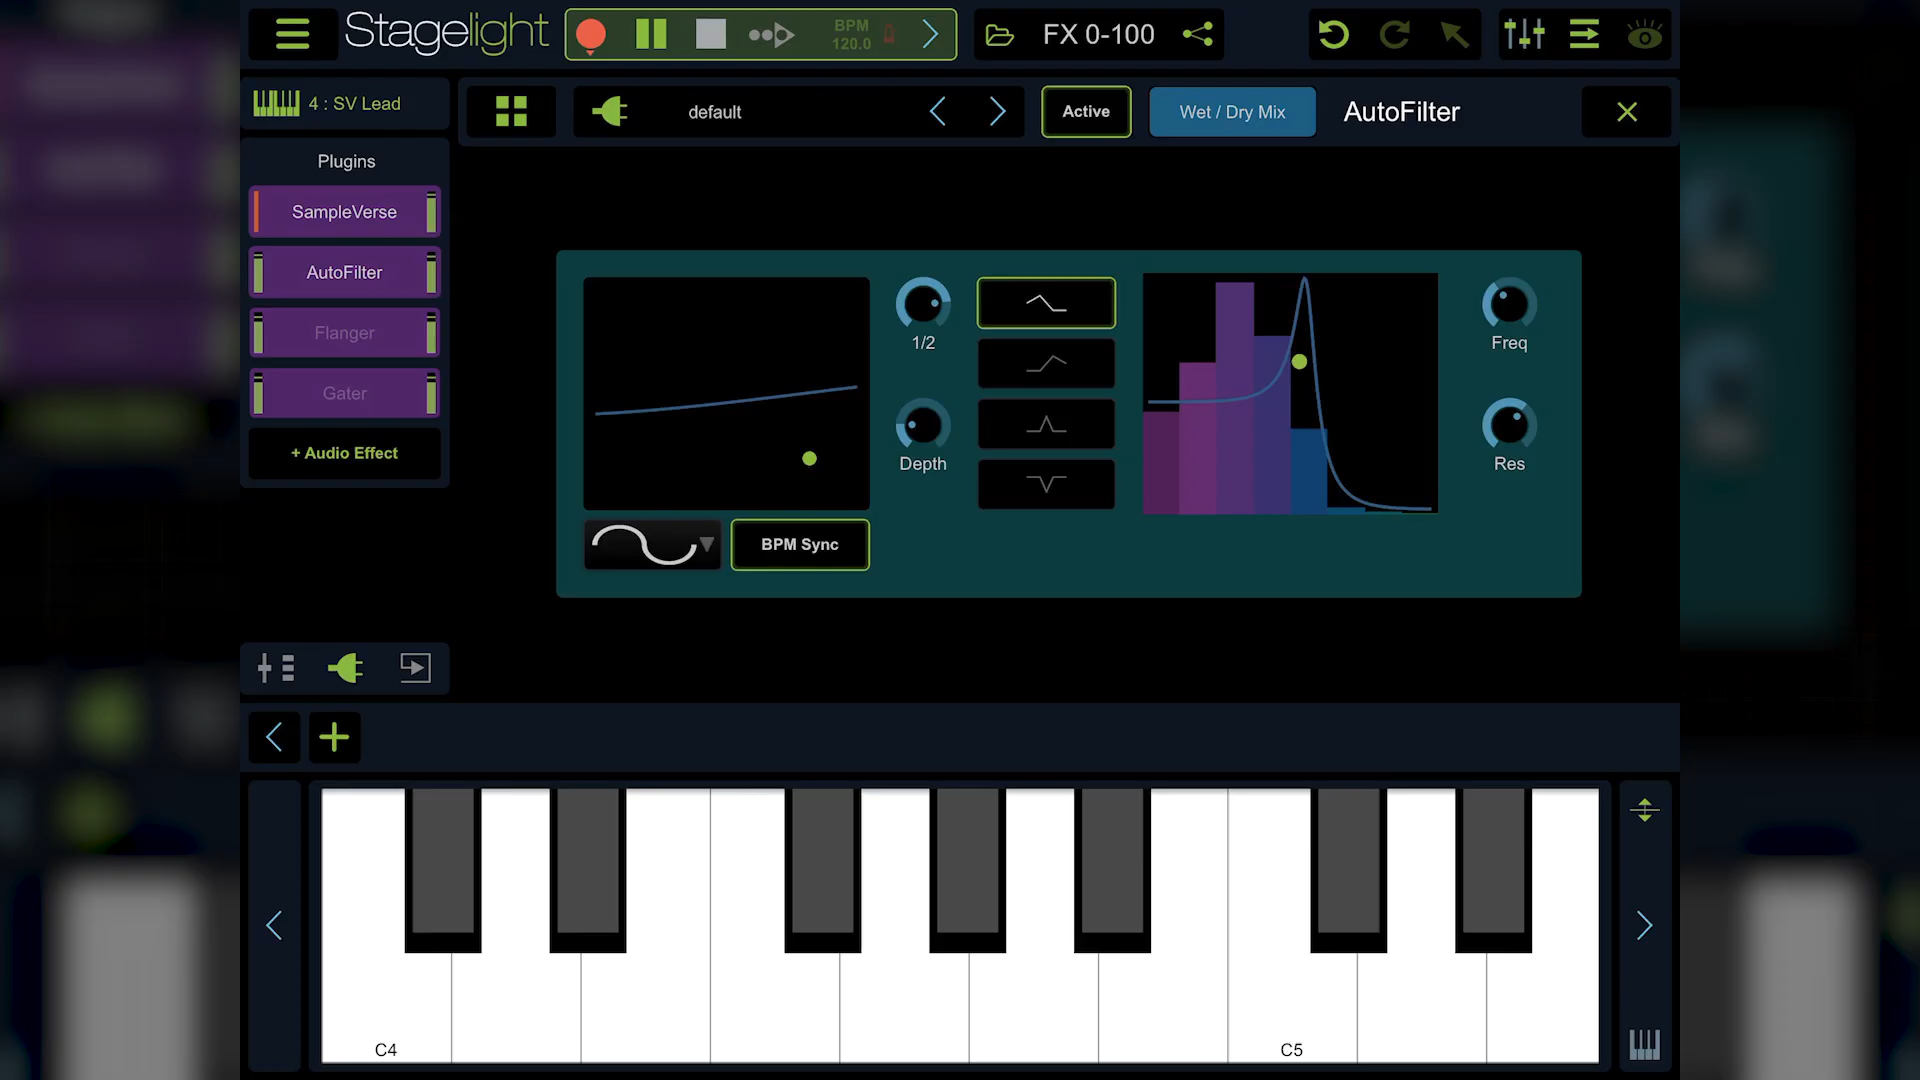 Stagelight
BPM
120.0
FX 0-100
4 : SV Lead
default
Active
Wet / Dry Mix
AutoFilter
Plugins
SampleVerse
AutoFilter
Flanger
Gater
+ Audio Effect
1/2
Depth
Freq
Res
BPM Sync
C4
C5